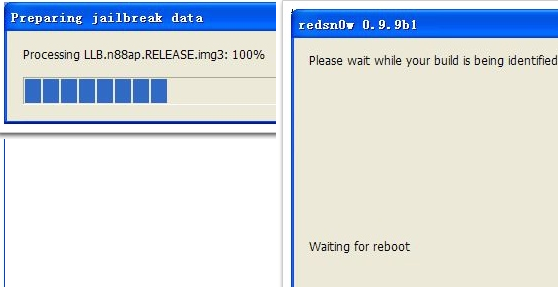 Preparing jailbreak data
Processing LLB.n88ap.RELEASE.img3: 100%
redsn0w 0.9.9b1
Please wait while your build is being identified
Waiting for reboot